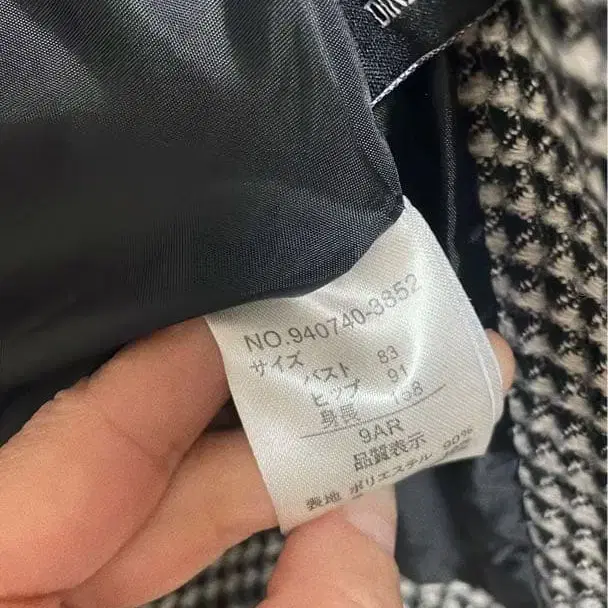 NO.940740-3852
サイズ
バスト 83
ヒップ 91
身長 158
9AR
品質表示
表地 ポリエステル 90%